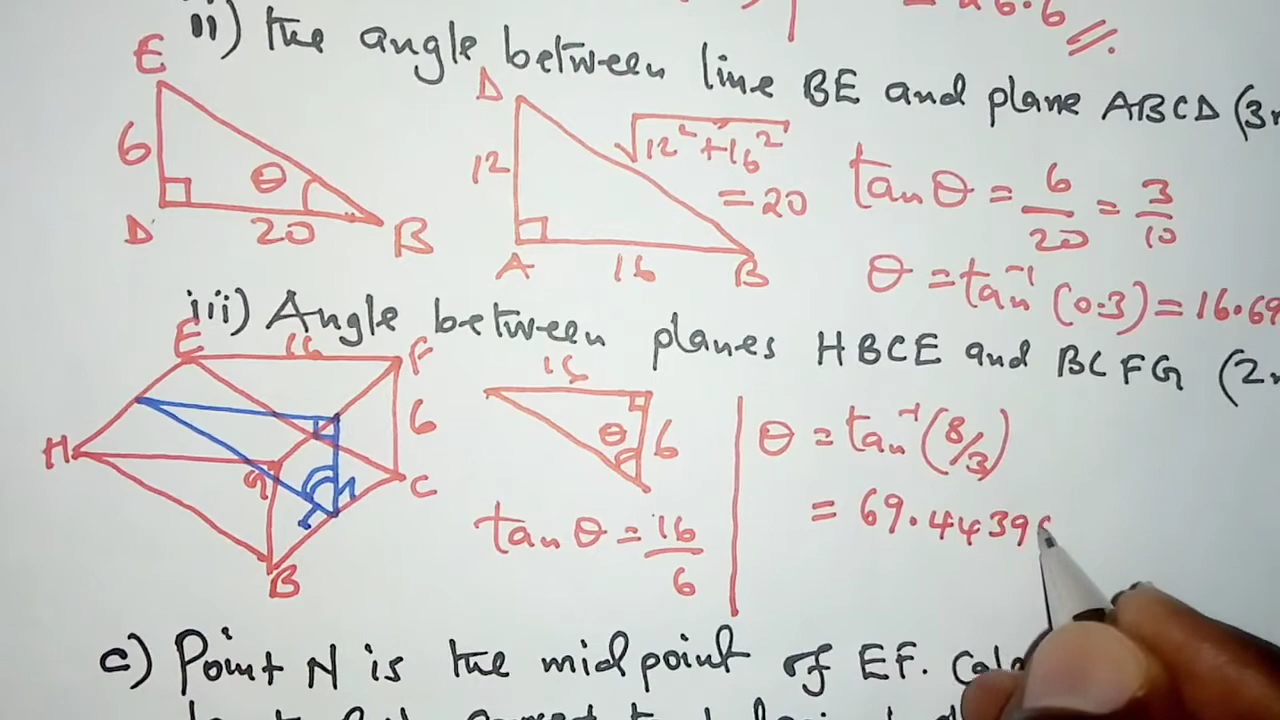 = 26.6
ii) the angle between line BE and plane ABCD (3
E
6
θ
D
20
B
D
12
√12² + 16²
= 20
A
16
B
tan θ = 6/20 = 3/10
θ = tan⁻¹ (0.3) = 16.69
iii) Angle between planes HBCE and BCFG (2
E
16
F
6
H
G
C
B
16
θ
6
tan θ = 16/6
θ = tan⁻¹ (8/3)
= 69.4439
c) Point N is the midpoint of EF.